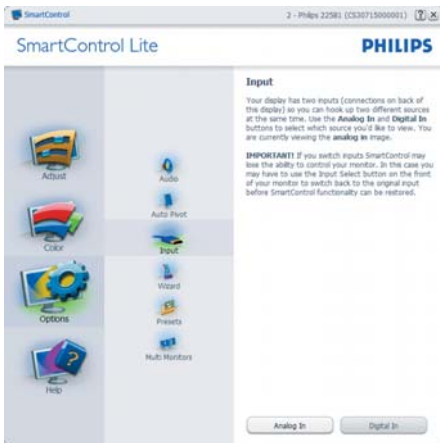 SmartControl
2 - Philips 225B1 (CS30715000001)
SmartControl Lite
PHILIPS
Adjust
Color
Options
Help
Audio
Auto Pivot
Input
Wizard
Presets
Multi Monitors
Input
Your display has two inputs (connections on back of
this display) so you can hook up two different sources
at the same time. Use the Analog In and Digital In
buttons to select which source you'd like to view. You
are currently viewing the analog in image.
IMPORTANT! If you switch inputs SmartControl may
lose the ability to control your monitor. In this case you
may have to use the Input Select button on the front
of your monitor to switch back to the original input
before SmartControl functionality can be restored.
Analog In
Digital In